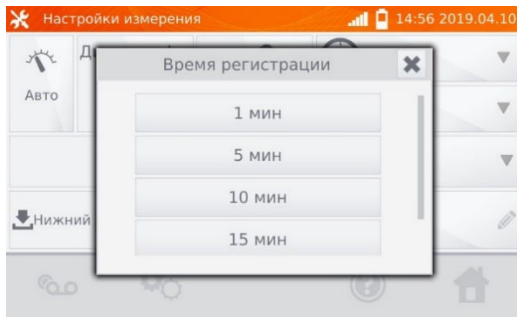 Настройки измерения 14:56 2019.04.10
Время регистрации
Авто
1 мин
5 мин
10 мин
15 мин
Нижний